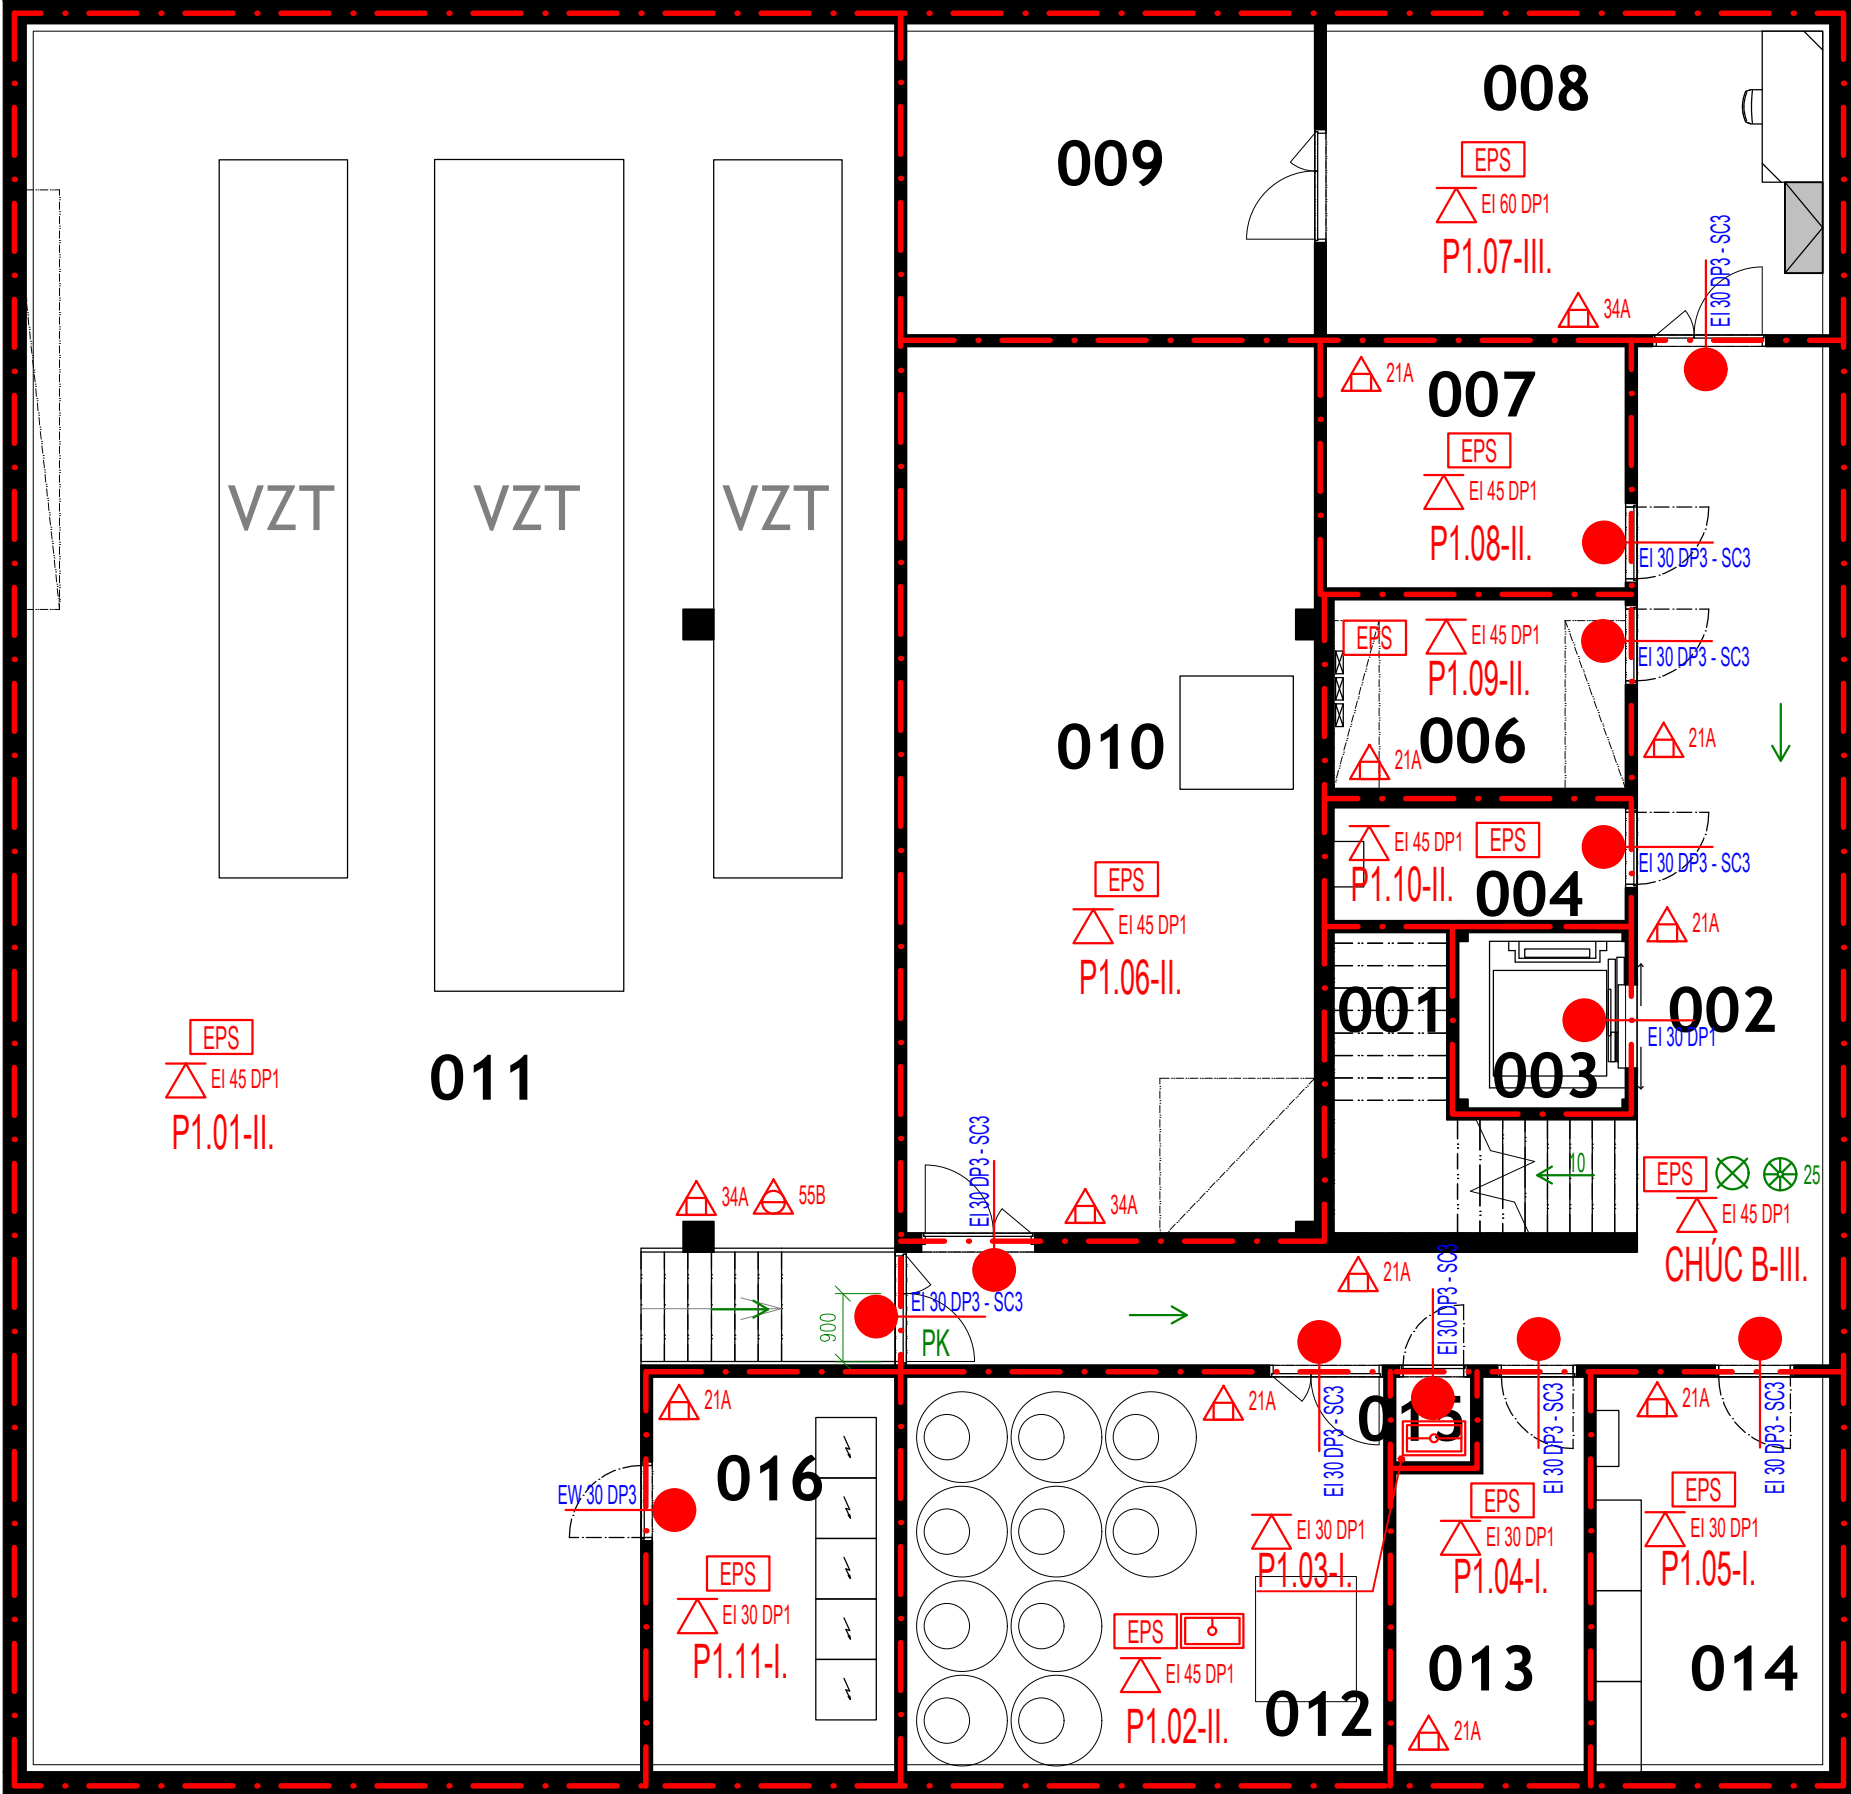 008
009
EPS
EI 60 DP1
P1.07-III.
EI 30 DP3 - SC3
34A
21A
007
EPS
EI 45 DP1
P1.08-II.
EI 30 DP3 - SC3
VZT
VZT
VZT
EPS
EI 45 DP1
P1.09-II.
EI 30 DP3 - SC3
006
21A
21A
010
EI 45 DP1
EPS
P1.10-II.
004
EI 30 DP3 - SC3
21A
EPS
EI 45 DP1
P1.06-II.
001
002
003
EI 30 DP1
EPS
EI 45 DP1
P1.01-II.
011
10
EPS
25
EI 45 DP1
CHÚC B-III.
34A
55B
EI 30 DP3 - SC3
34A
21A
EI 30 DP3 - SC3
EI 30 DP3 - SC3
900
PK
21A
016
EW 30 DP3
EPS
EI 30 DP1
P1.11-I.
21A
015
EI 30 DP3 - SC3
EI 30 DP3 - SC3
21A
EI 30 DP3 - SC3
EI 30 DP1
P1.03-I.
EPS
EI 30 DP1
P1.04-I.
EPS
EI 30 DP1
P1.05-I.
EPS
EI 45 DP1
P1.02-II.
012
013
014
21A